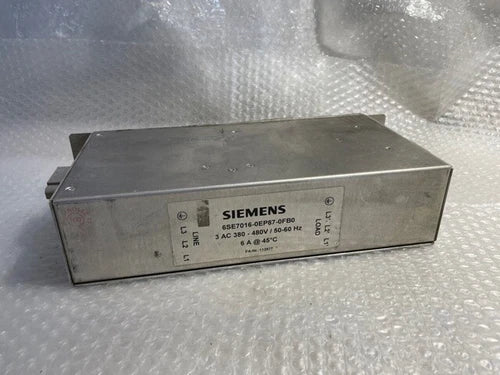 SIEMENS
6SE7016-0EP87-0FB0
3 AC 380 - 480V / 50-60 Hz
6 A @ 45°C
LINE
L3 L2 L1
LOAD
L3' L2' L1'